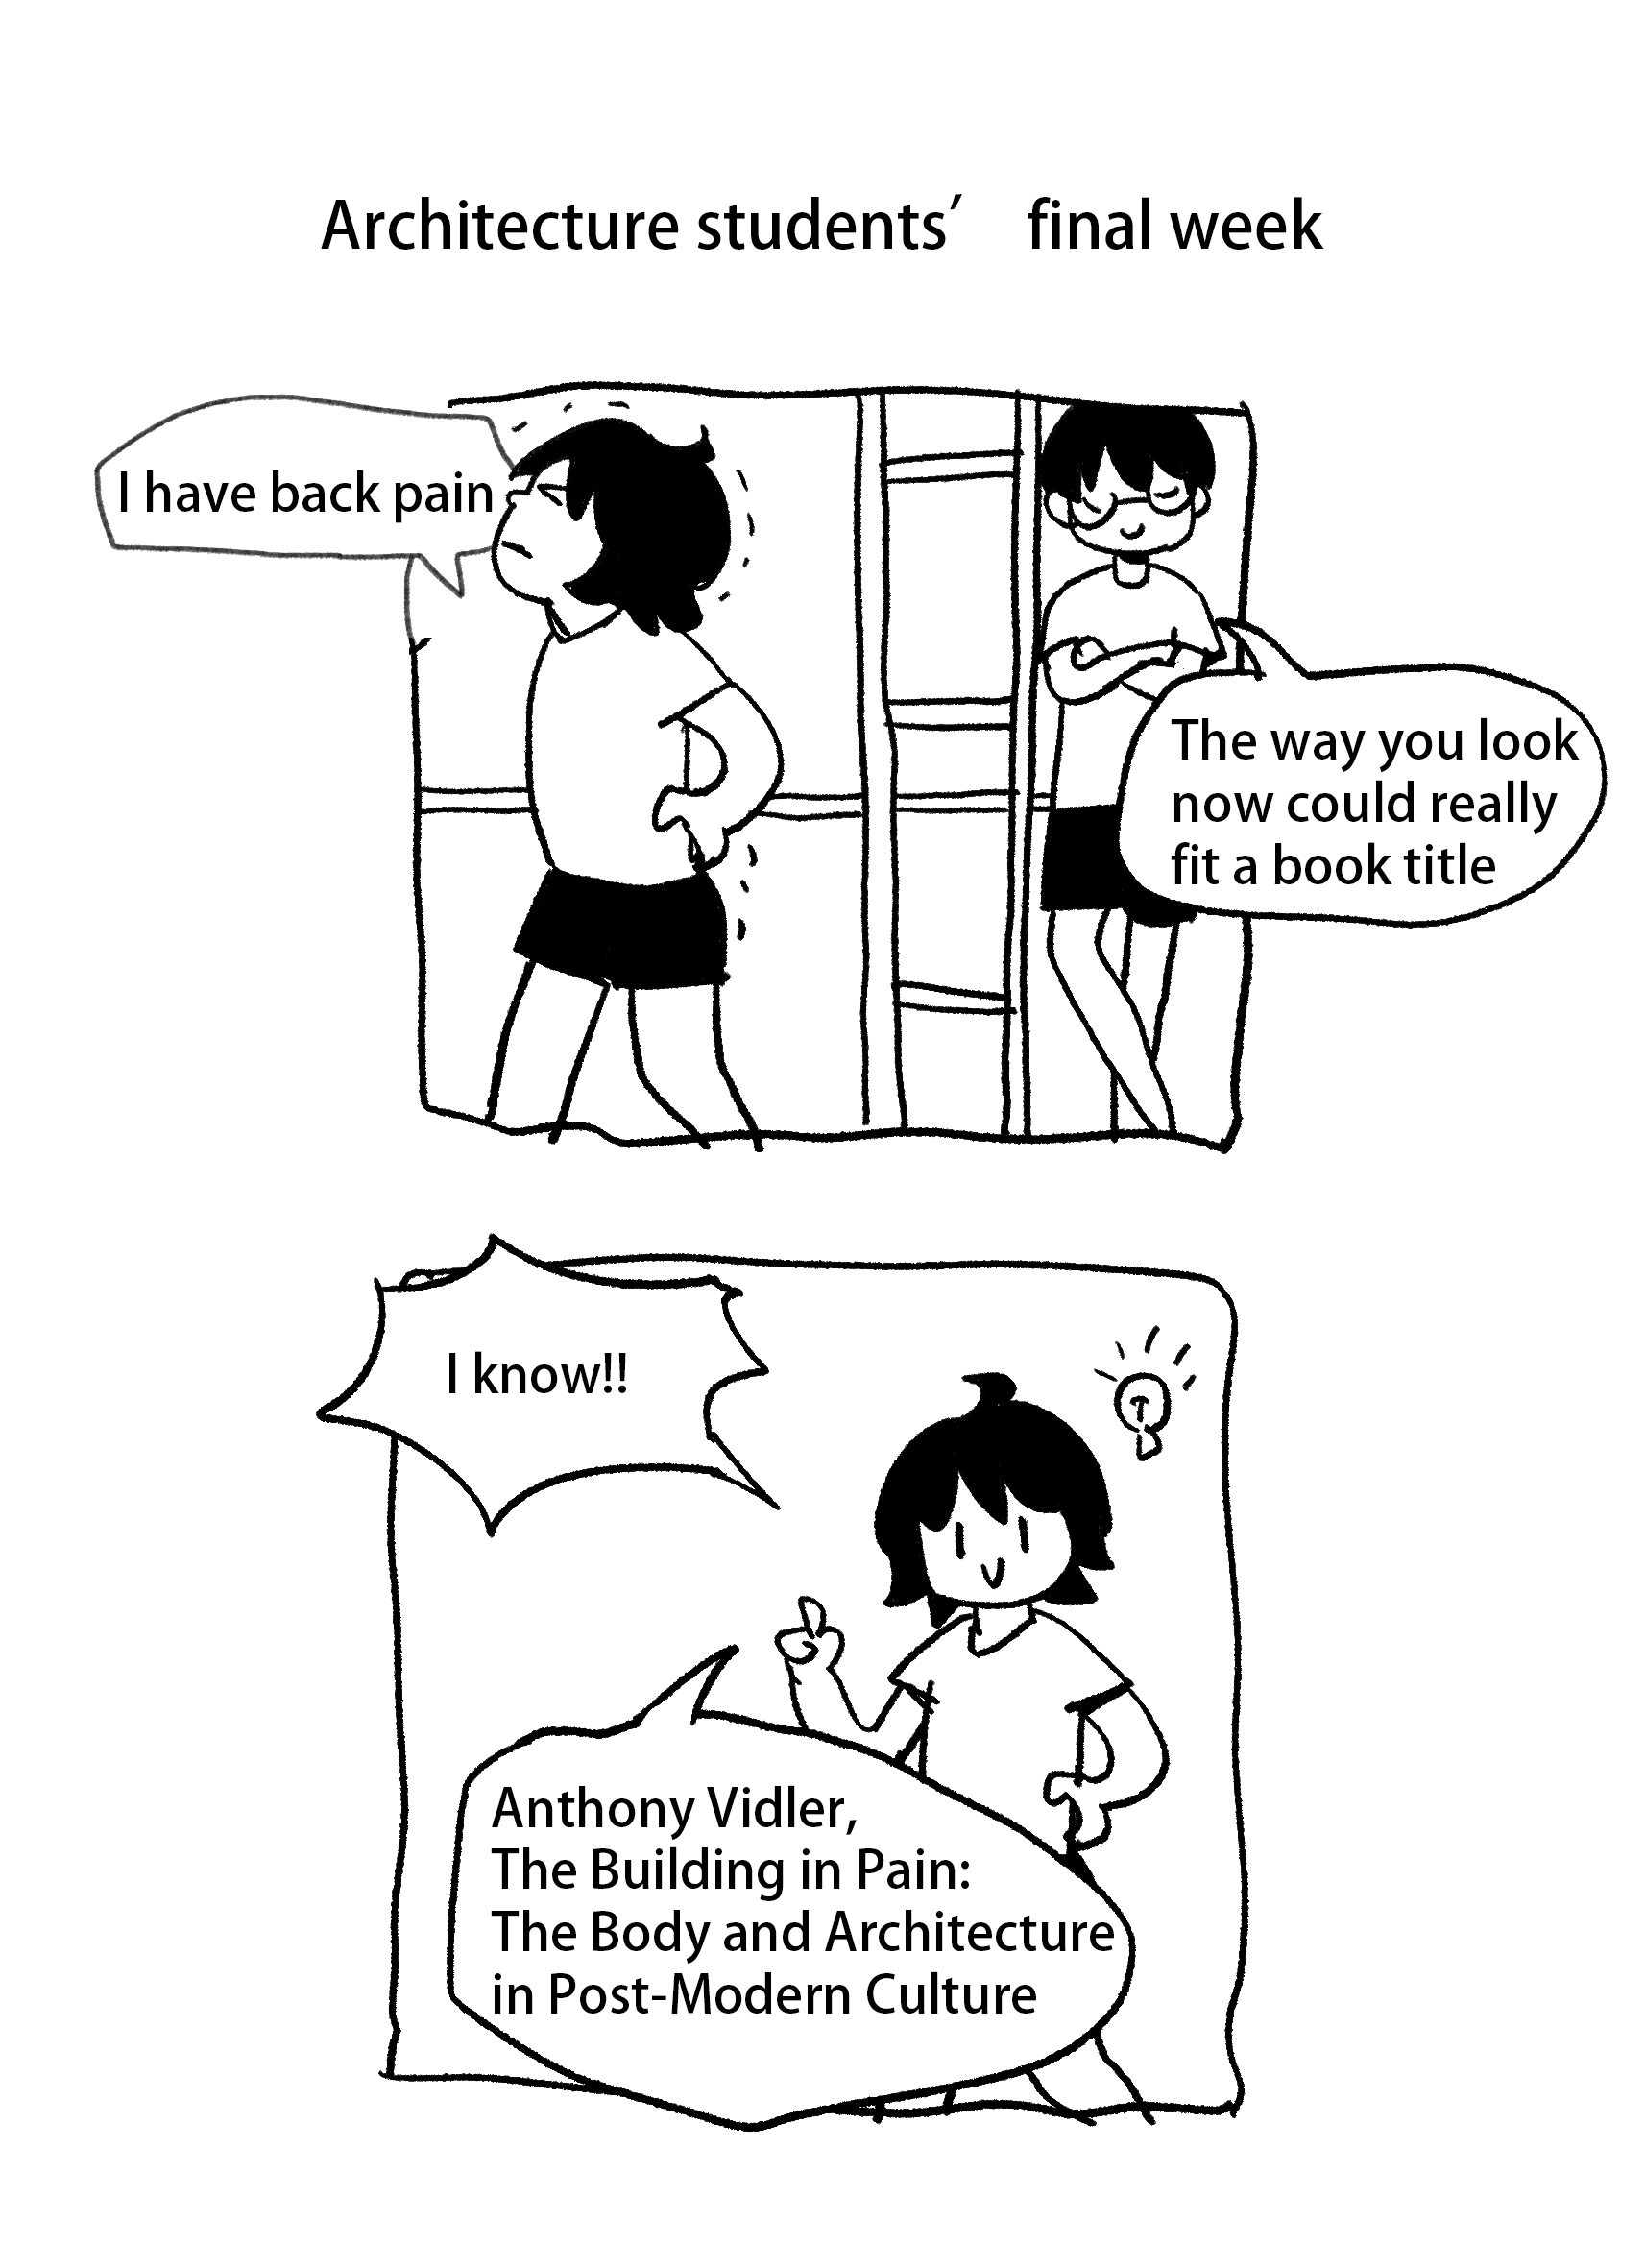 Architecture students′ final week
I have back pain
The way you look
now could really
fit a book title
I know!!
Anthony Vidler,
The Building in Pain:
The Body and Architecture
in Post-Modern Culture